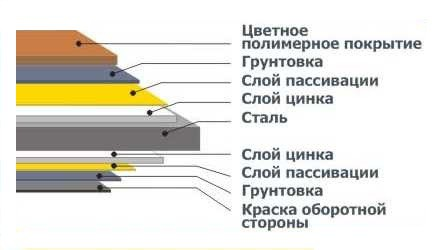 Цветное
полимерное покрытие
Грунтовка
Слой пассивации
Слой цинка
Сталь
Слой цинка
Слой пассивации
Грунтовка
Краска оборотной
стороны